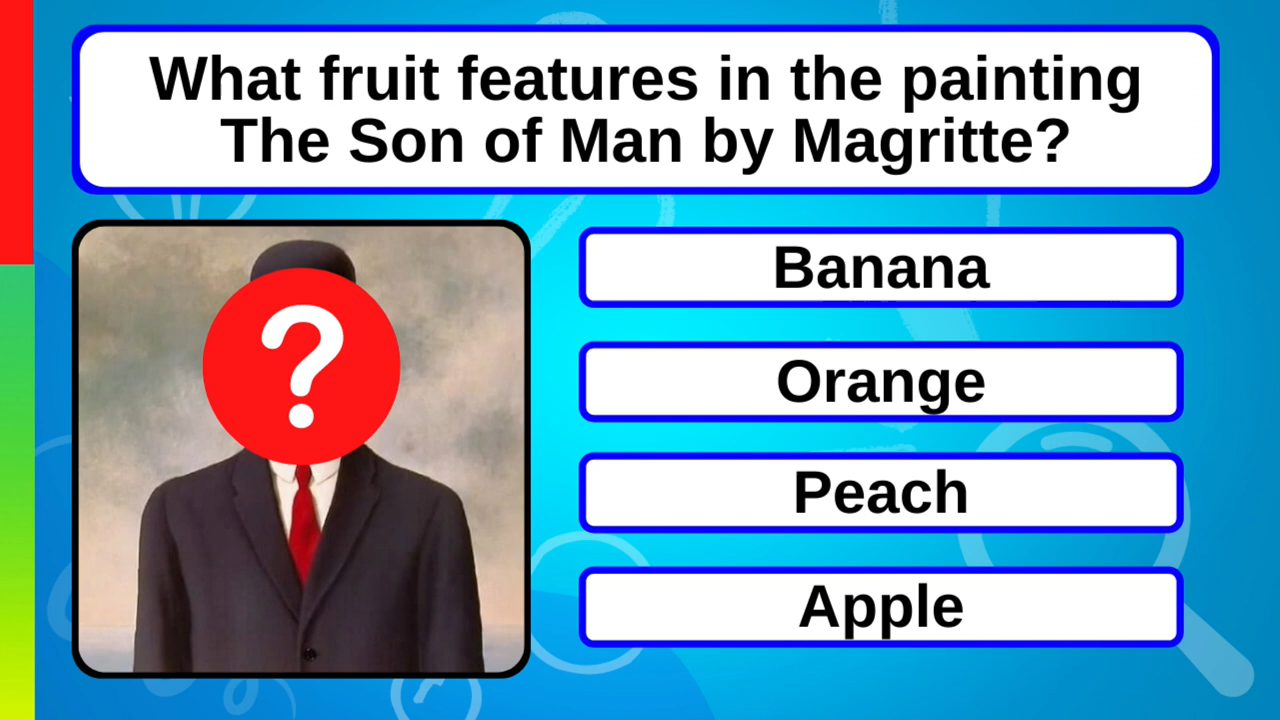 What fruit features in the painting
The Son of Man by Magritte?
?
Banana
Orange
Peach
Apple